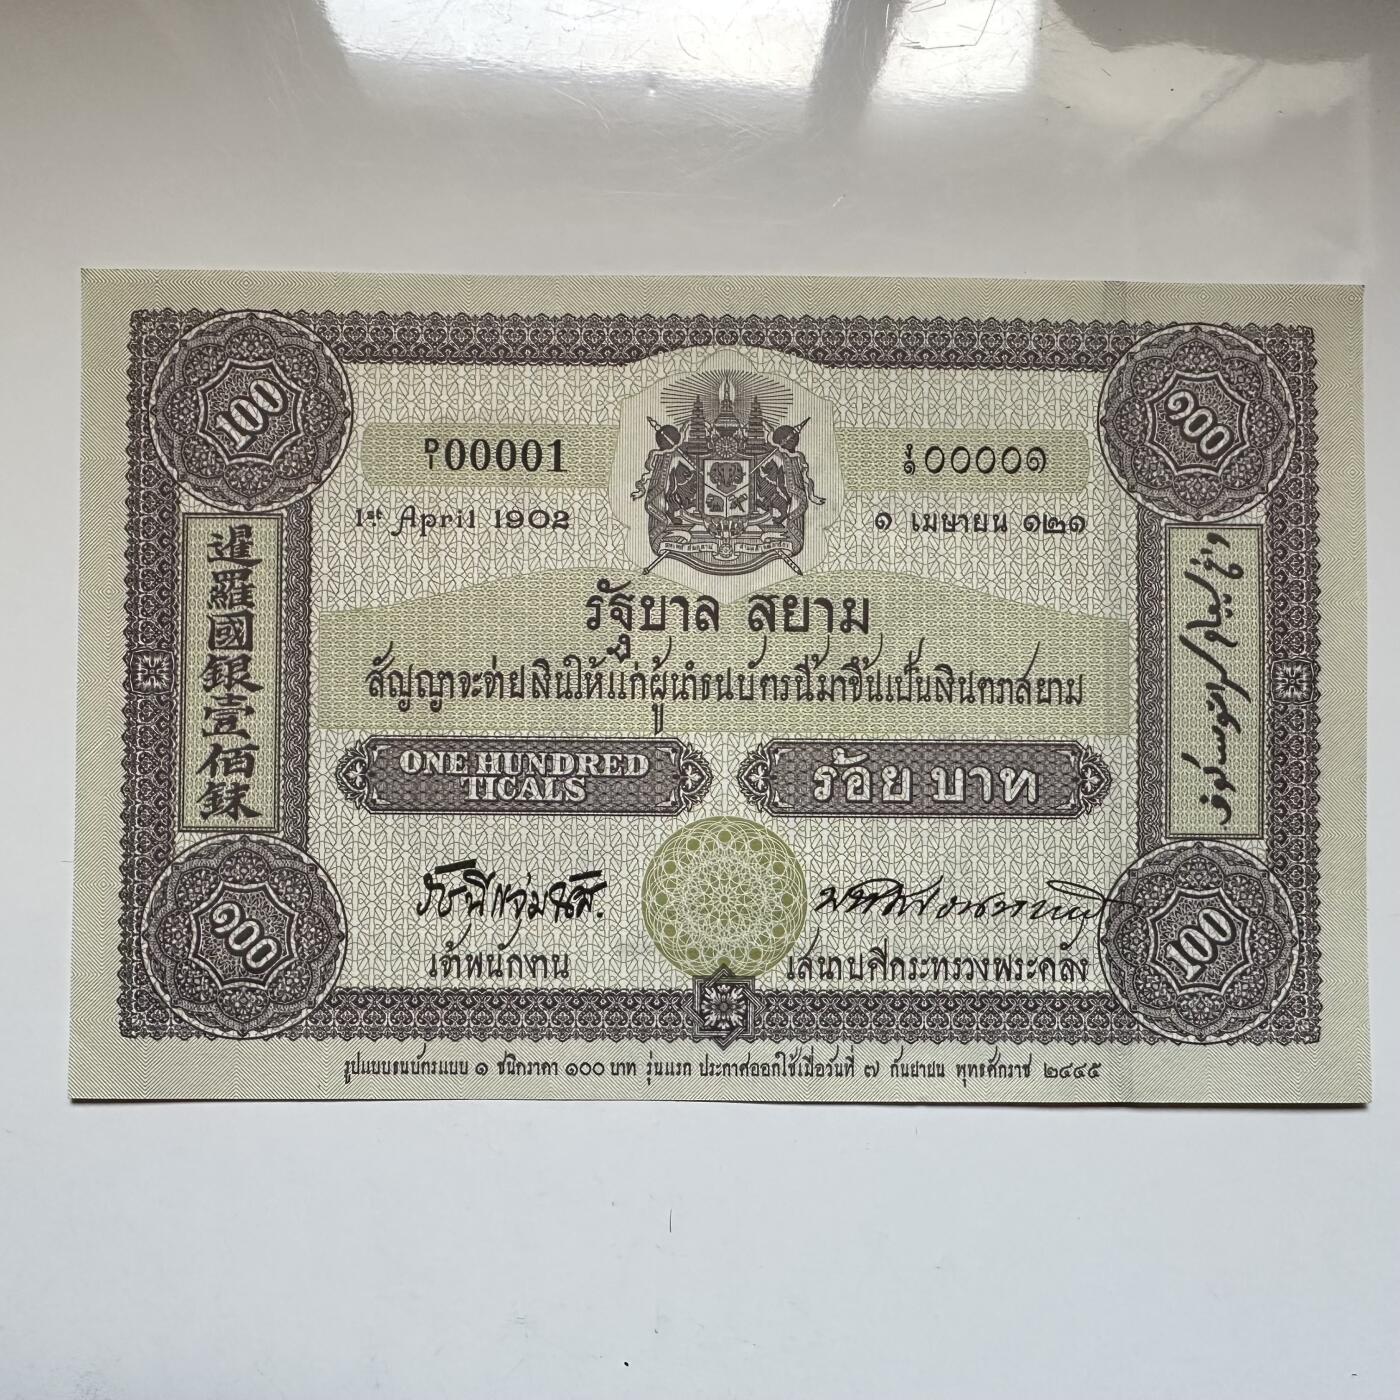 100
๑๐๐
D/1 00001
ง/๑ ๐๐๐๐๑
1st April 1902
๑ เมษายน ๑๒๑
暹羅國銀壹佰銖
รัฐบาล สยาม
สัญญาจะจ่ายเงินให้แก่ผู้นำธนบัตรนี้มาขึ้นเป็นเงินตราสยาม
ONE HUNDRED
TICALS
ร้อย บาท
เจ้าพนักงาน
เสนาบดีกระทรวงพระคลัง
๑๐๐
100
รูปแบบธนบัตรแบบ ๑ ชนิดราคา ๑๐๐ บาท รุ่นแรก ประกาศออกใช้เมื่อวันที่ ๗ กันยายน พุทธศักราช ๒๔๔๕